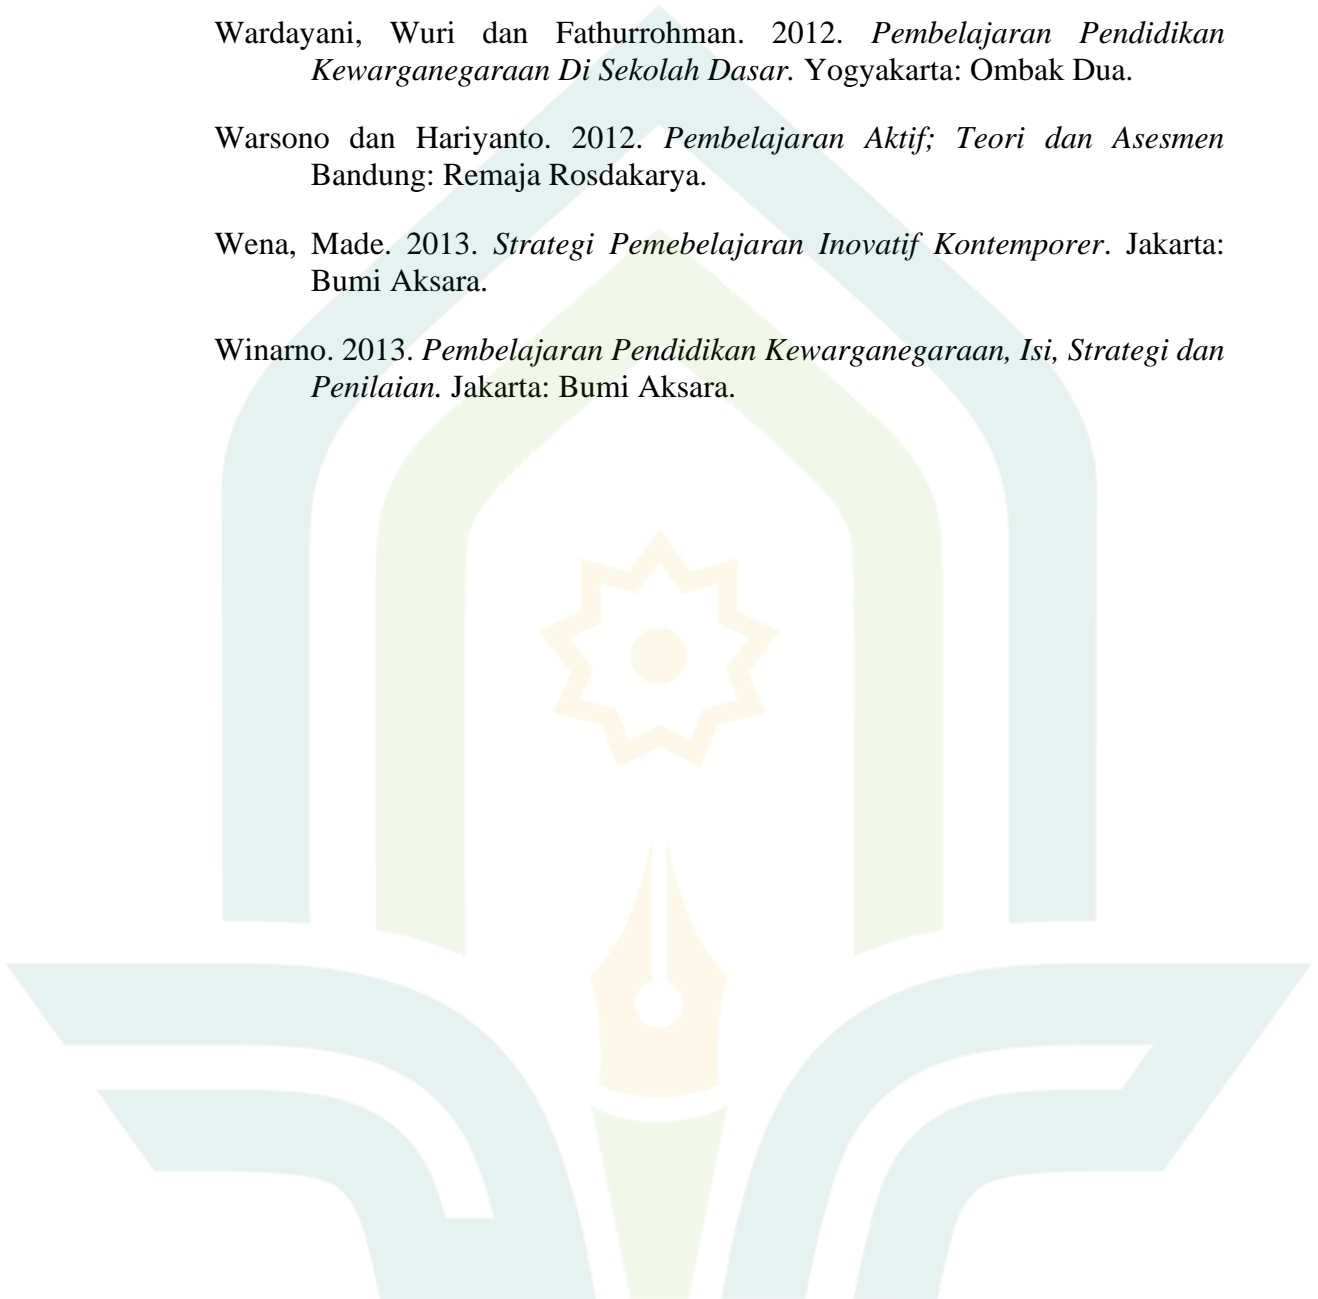 Wardayani, Wuri dan Fathurrohman. 2012. Pembelajaran Pendidikan
Kewarganegaraan Di Sekolah Dasar. Yogyakarta: Ombak Dua.
Warsono dan Hariyanto. 2012. Pembelajaran Aktif; Teori dan Asesmen
Bandung: Remaja Rosdakarya.
Wena, Made. 2013. Strategi Pemebelajaran Inovatif Kontemporer. Jakarta:
Bumi Aksara.
Winarno. 2013. Pembelajaran Pendidikan Kewarganegaraan, Isi, Strategi dan
Penilaian. Jakarta: Bumi Aksara.